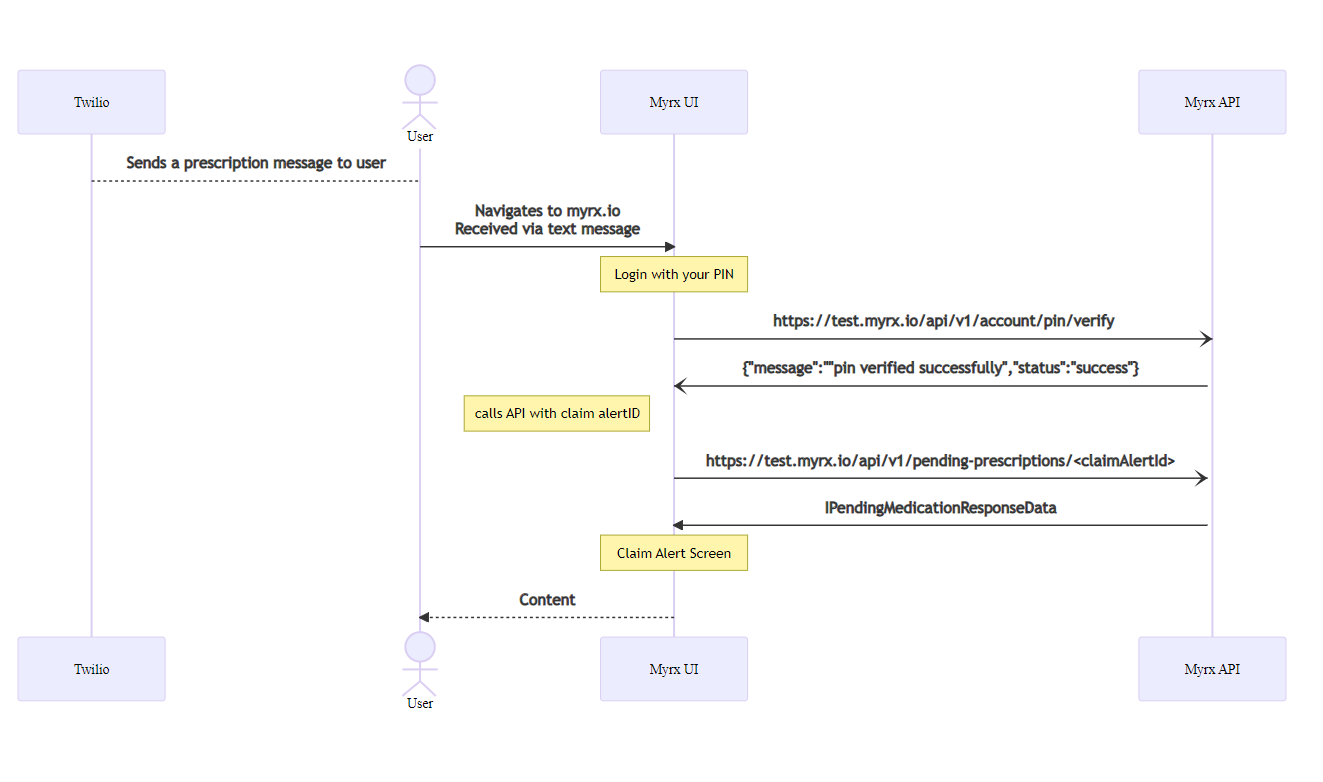 Twilio
User
Myrx UI
Myrx API
Sends a prescription message to user
Navigates to myrx.io
Received via text message
Login with your PIN
https://test.myrx.io/api/v1/account/pin/verify
{"message":""pin verified successfully","status":"success"}
calls API with claim alertID
https://test.myrx.io/api/v1/pending-prescriptions/<claimAlertId>
IPendingMedicationResponseData
Claim Alert Screen
Content
Twilio
User
Myrx UI
Myrx API